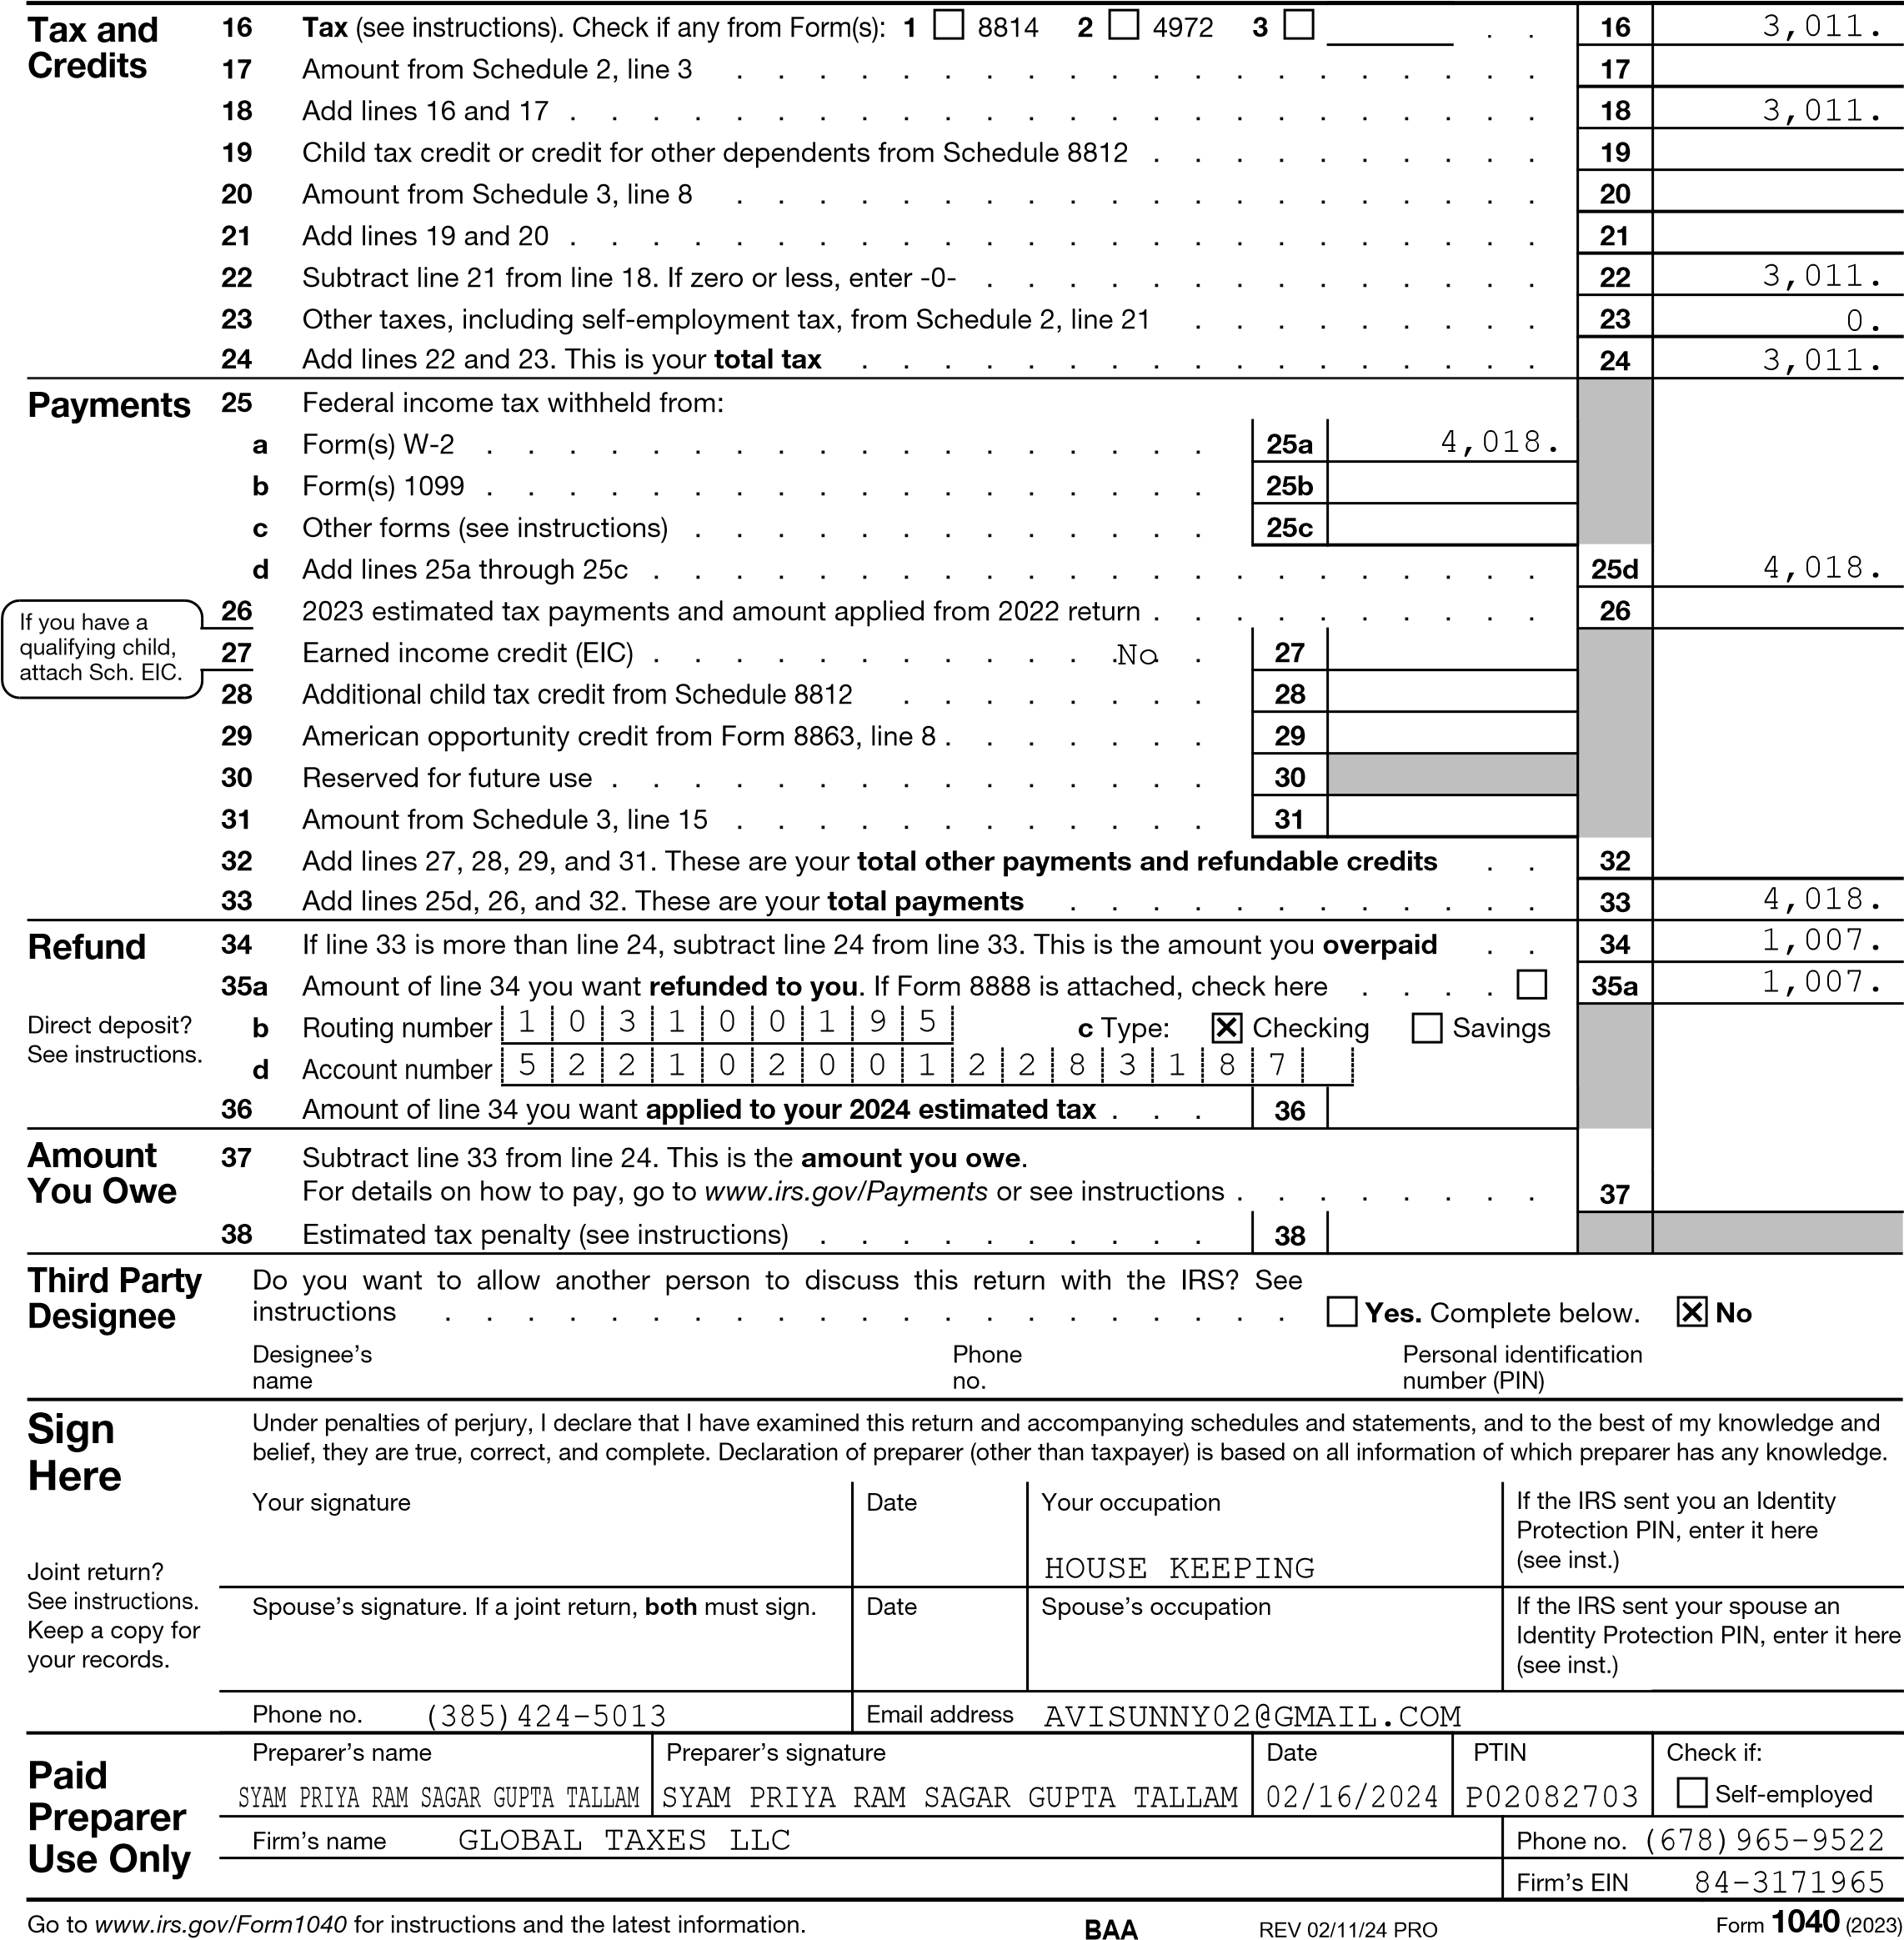 Tax and Credits
16 Tax (see instructions). Check if any from Form(s): 1 8814 2 4972 3 16 3,011.
17 Amount from Schedule 2, line 3 17
18 Add lines 16 and 17 18 3,011.
19 Child tax credit or credit for other dependents from Schedule 8812 19
20 Amount from Schedule 3, line 8 20
21 Add lines 19 and 20 21
22 Subtract line 21 from line 18. If zero or less, enter -0- 22 3,011.
23 Other taxes, including self-employment tax, from Schedule 2, line 21 23 0.
24 Add lines 22 and 23. This is your total tax 24 3,011.
Payments 25 Federal income tax withheld from:
a Form(s) W-2 25a 4,018.
b Form(s) 1099 25b
c Other forms (see instructions) 25c
d Add lines 25a through 25c 25d 4,018.
If you have a qualifying child, attach Sch. EIC.
26 2023 estimated tax payments and amount applied from 2022 return 26
27 Earned income credit (EIC) No 27
28 Additional child tax credit from Schedule 8812 28
29 American opportunity credit from Form 8863, line 8 29
30 Reserved for future use 30
31 Amount from Schedule 3, line 15 31
32 Add lines 27, 28, 29, and 31. These are your total other payments and refundable credits 32
33 Add lines 25d, 26, and 32. These are your total payments 33 4,018.
Refund 34 If line 33 is more than line 24, subtract line 24 from line 33. This is the amount you overpaid 34 1,007.
35a Amount of line 34 you want refunded to you. If Form 8888 is attached, check here 35a 1,007.
Direct deposit? See instructions.
b Routing number 1 0 3 1 0 0 1 9 5 c Type: X Checking Savings
d Account number 5 2 2 1 0 2 0 0 1 2 2 8 3 1 8 7
36 Amount of line 34 you want applied to your 2024 estimated tax 36
Amount You Owe
37 Subtract line 33 from line 24. This is the amount you owe.
For details on how to pay, go to www.irs.gov/Payments or see instructions 37
38 Estimated tax penalty (see instructions) 38
Third Party Designee
Do you want to allow another person to discuss this return with the IRS? See
instructions Yes. Complete below. X No
Designee's name Phone no. Personal identification number (PIN)
Sign Here
Under penalties of perjury, I declare that I have examined this return and accompanying schedules and statements, and to the best of my knowledge and
belief, they are true, correct, and complete. Declaration of preparer (other than taxpayer) is based on all information of which preparer has any knowledge.
Joint return? See instructions. Keep a copy for your records.
Your signature Date Your occupation If the IRS sent you an Identity Protection PIN, enter it here (see inst.)
HOUSE KEEPING
Spouse's signature. If a joint return, both must sign. Date Spouse's occupation If the IRS sent your spouse an Identity Protection PIN, enter it here (see inst.)
Phone no. (385)424-5013 Email address AVISUNNY02@GMAIL.COM
Paid Preparer Use Only
Preparer's name Preparer's signature Date PTIN Check if:
SYAM PRIYA RAM SAGAR GUPTA TALLAM SYAM PRIYA RAM SAGAR GUPTA TALLAM 02/16/2024 P02082703 Self-employed
Firm's name GLOBAL TAXES LLC Phone no. (678)965-9522
Firm's EIN 84-3171965
Go to www.irs.gov/Form1040 for instructions and the latest information. BAA REV 02/11/24 PRO Form 1040 (2023)